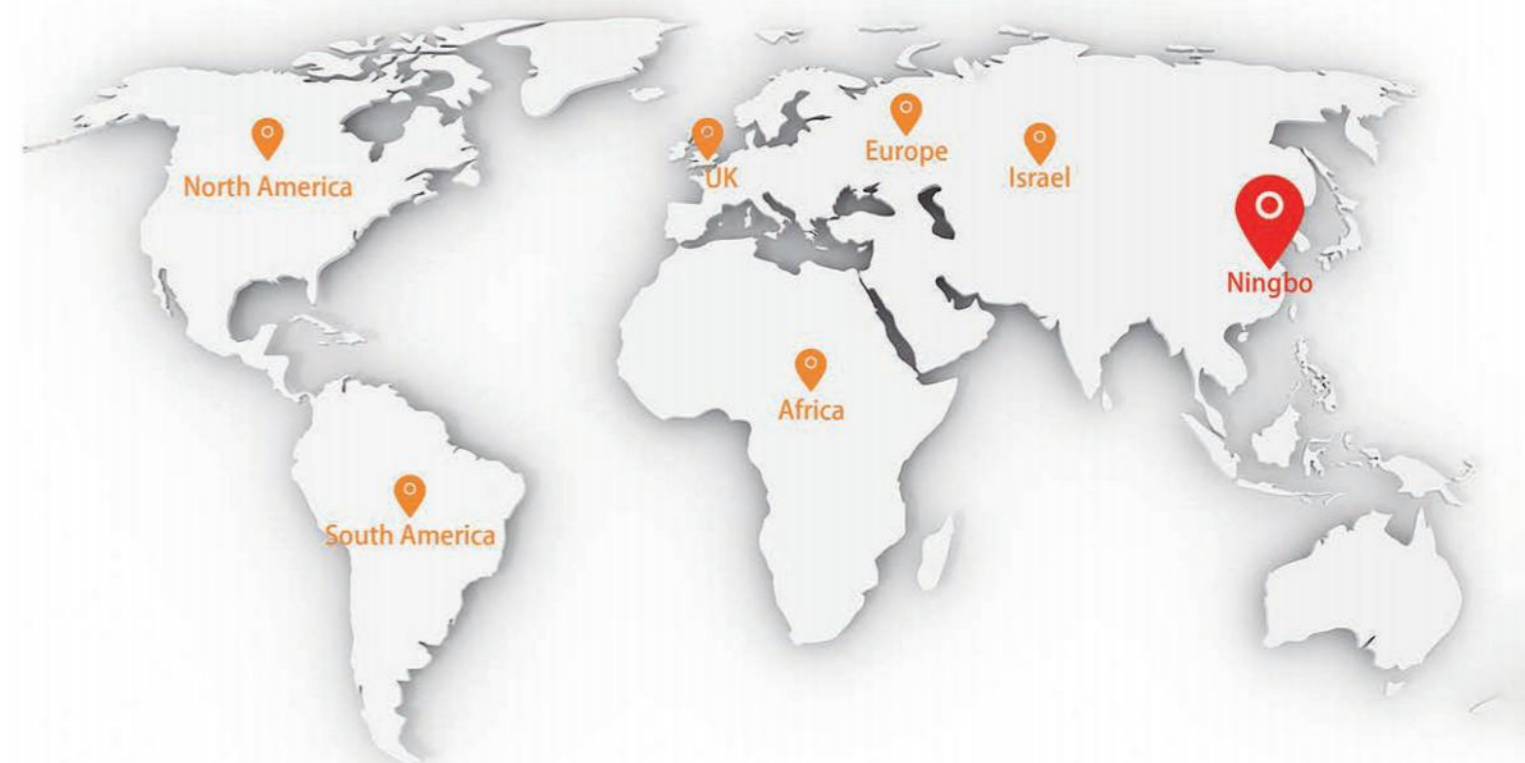 Europe
Israel
UK
North America
Ningbo
Africa
South America